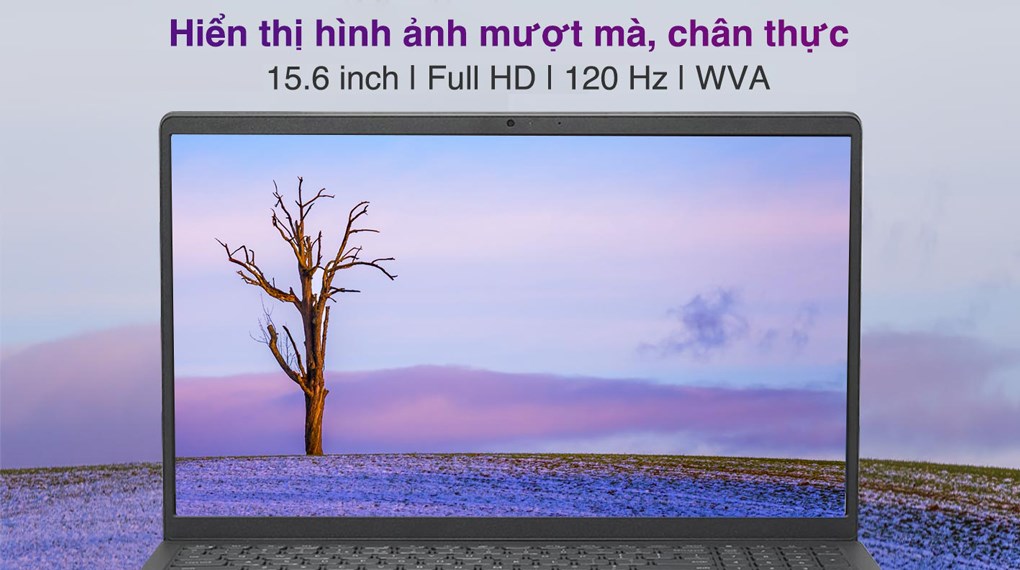 Hiển thị hình ảnh mượt mà, chân thực
15.6 inch | Full HD | 120 Hz | WVA